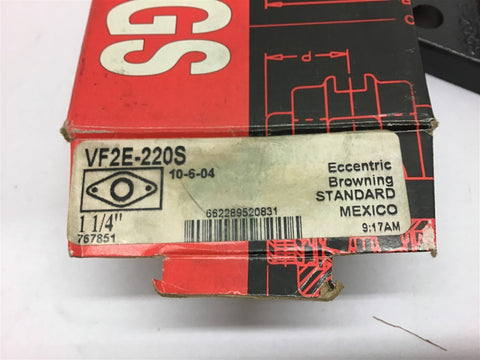 GS
P
VF2E-220S
10-6-04
Eccentric
Browning
STANDARD
MEXICO
9:17AM
1 1/4"
767851
662289520831